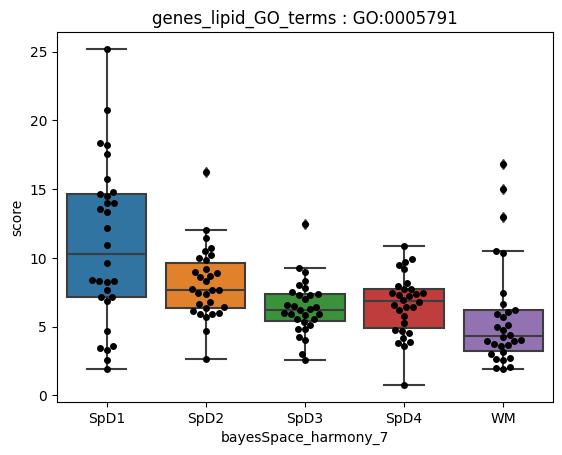 genes_lipid_GO_terms : GO:0005791
25
20
15
10
5
0
score
SpD1 SpD2 SpD3 SpD4 WM
bayesSpace_harmony_7